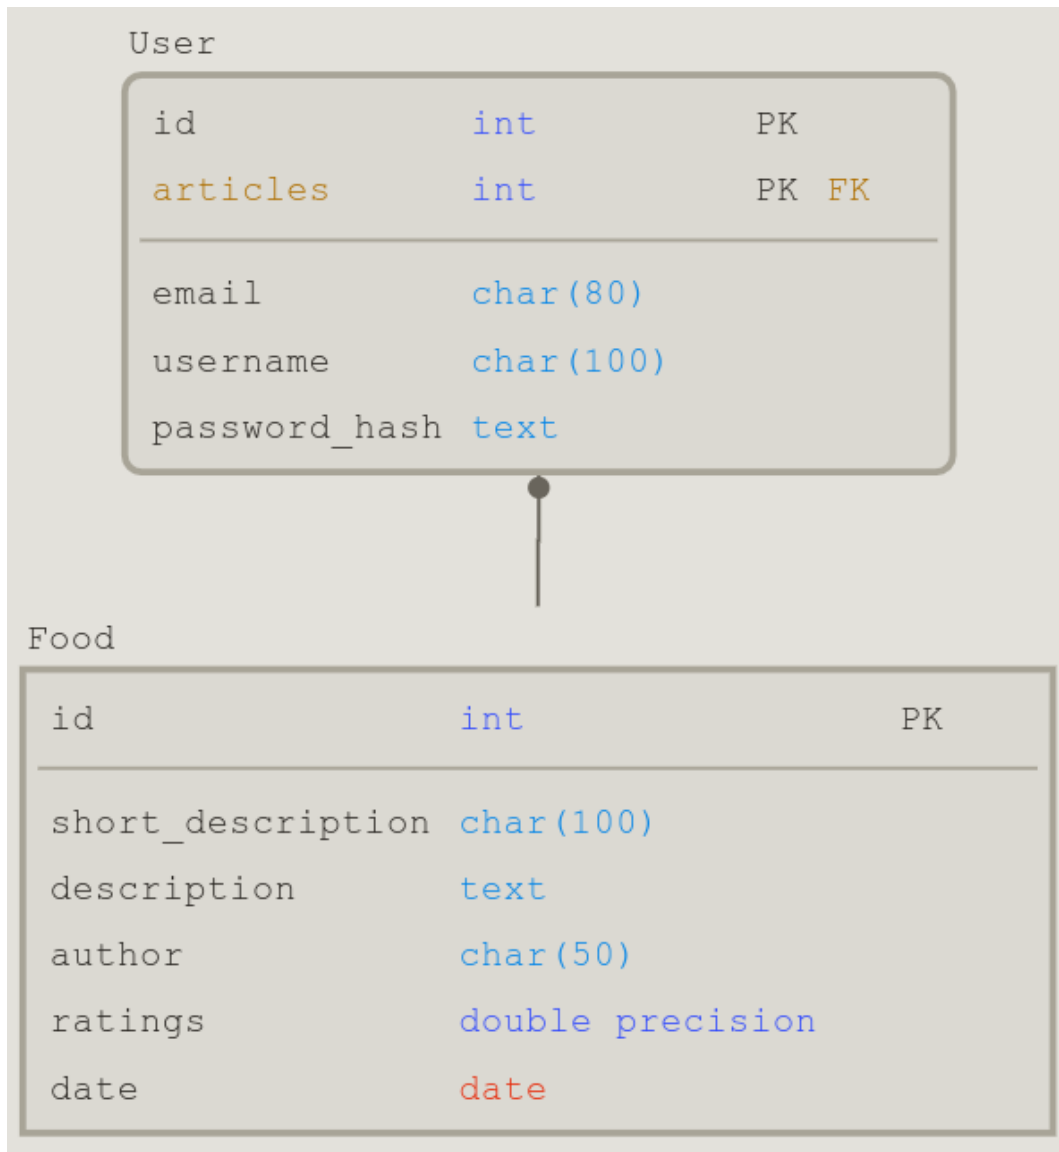 User
id int PK
articles int PK FK
email char(80)
username char(100)
password_hash text
Food
id int PK
short_description char(100)
description text
author char(50)
ratings double precision
date date